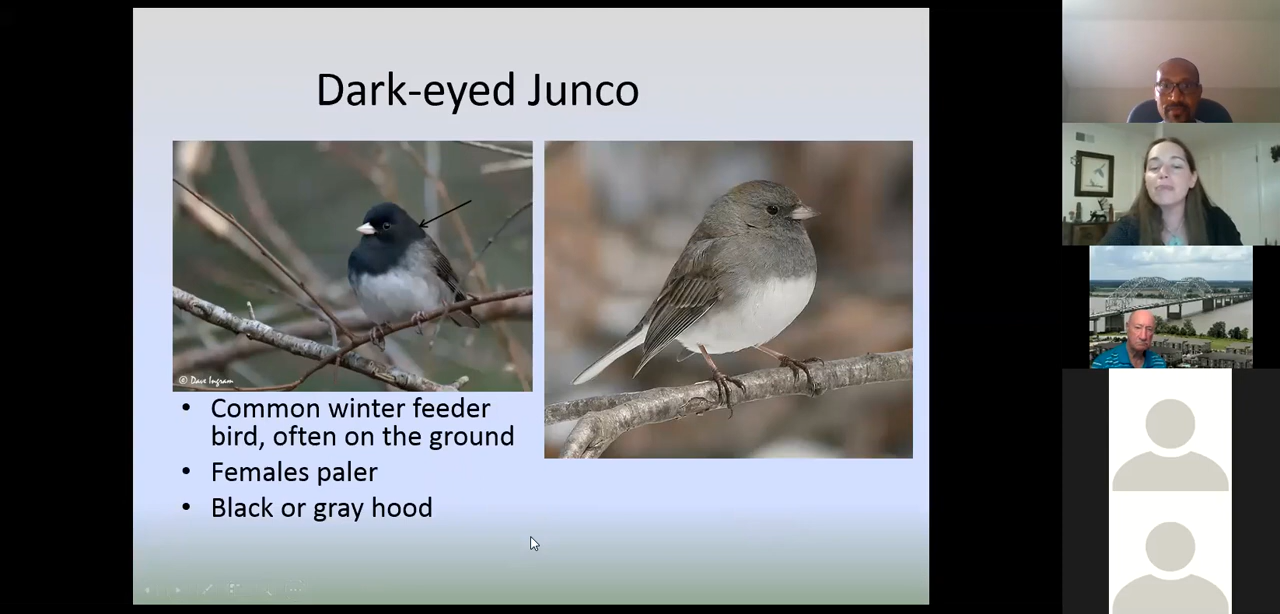 Dark-eyed Junco
© Dave Ingram
• Common winter feeder
bird, often on the ground
• Females paler
• Black or gray hood